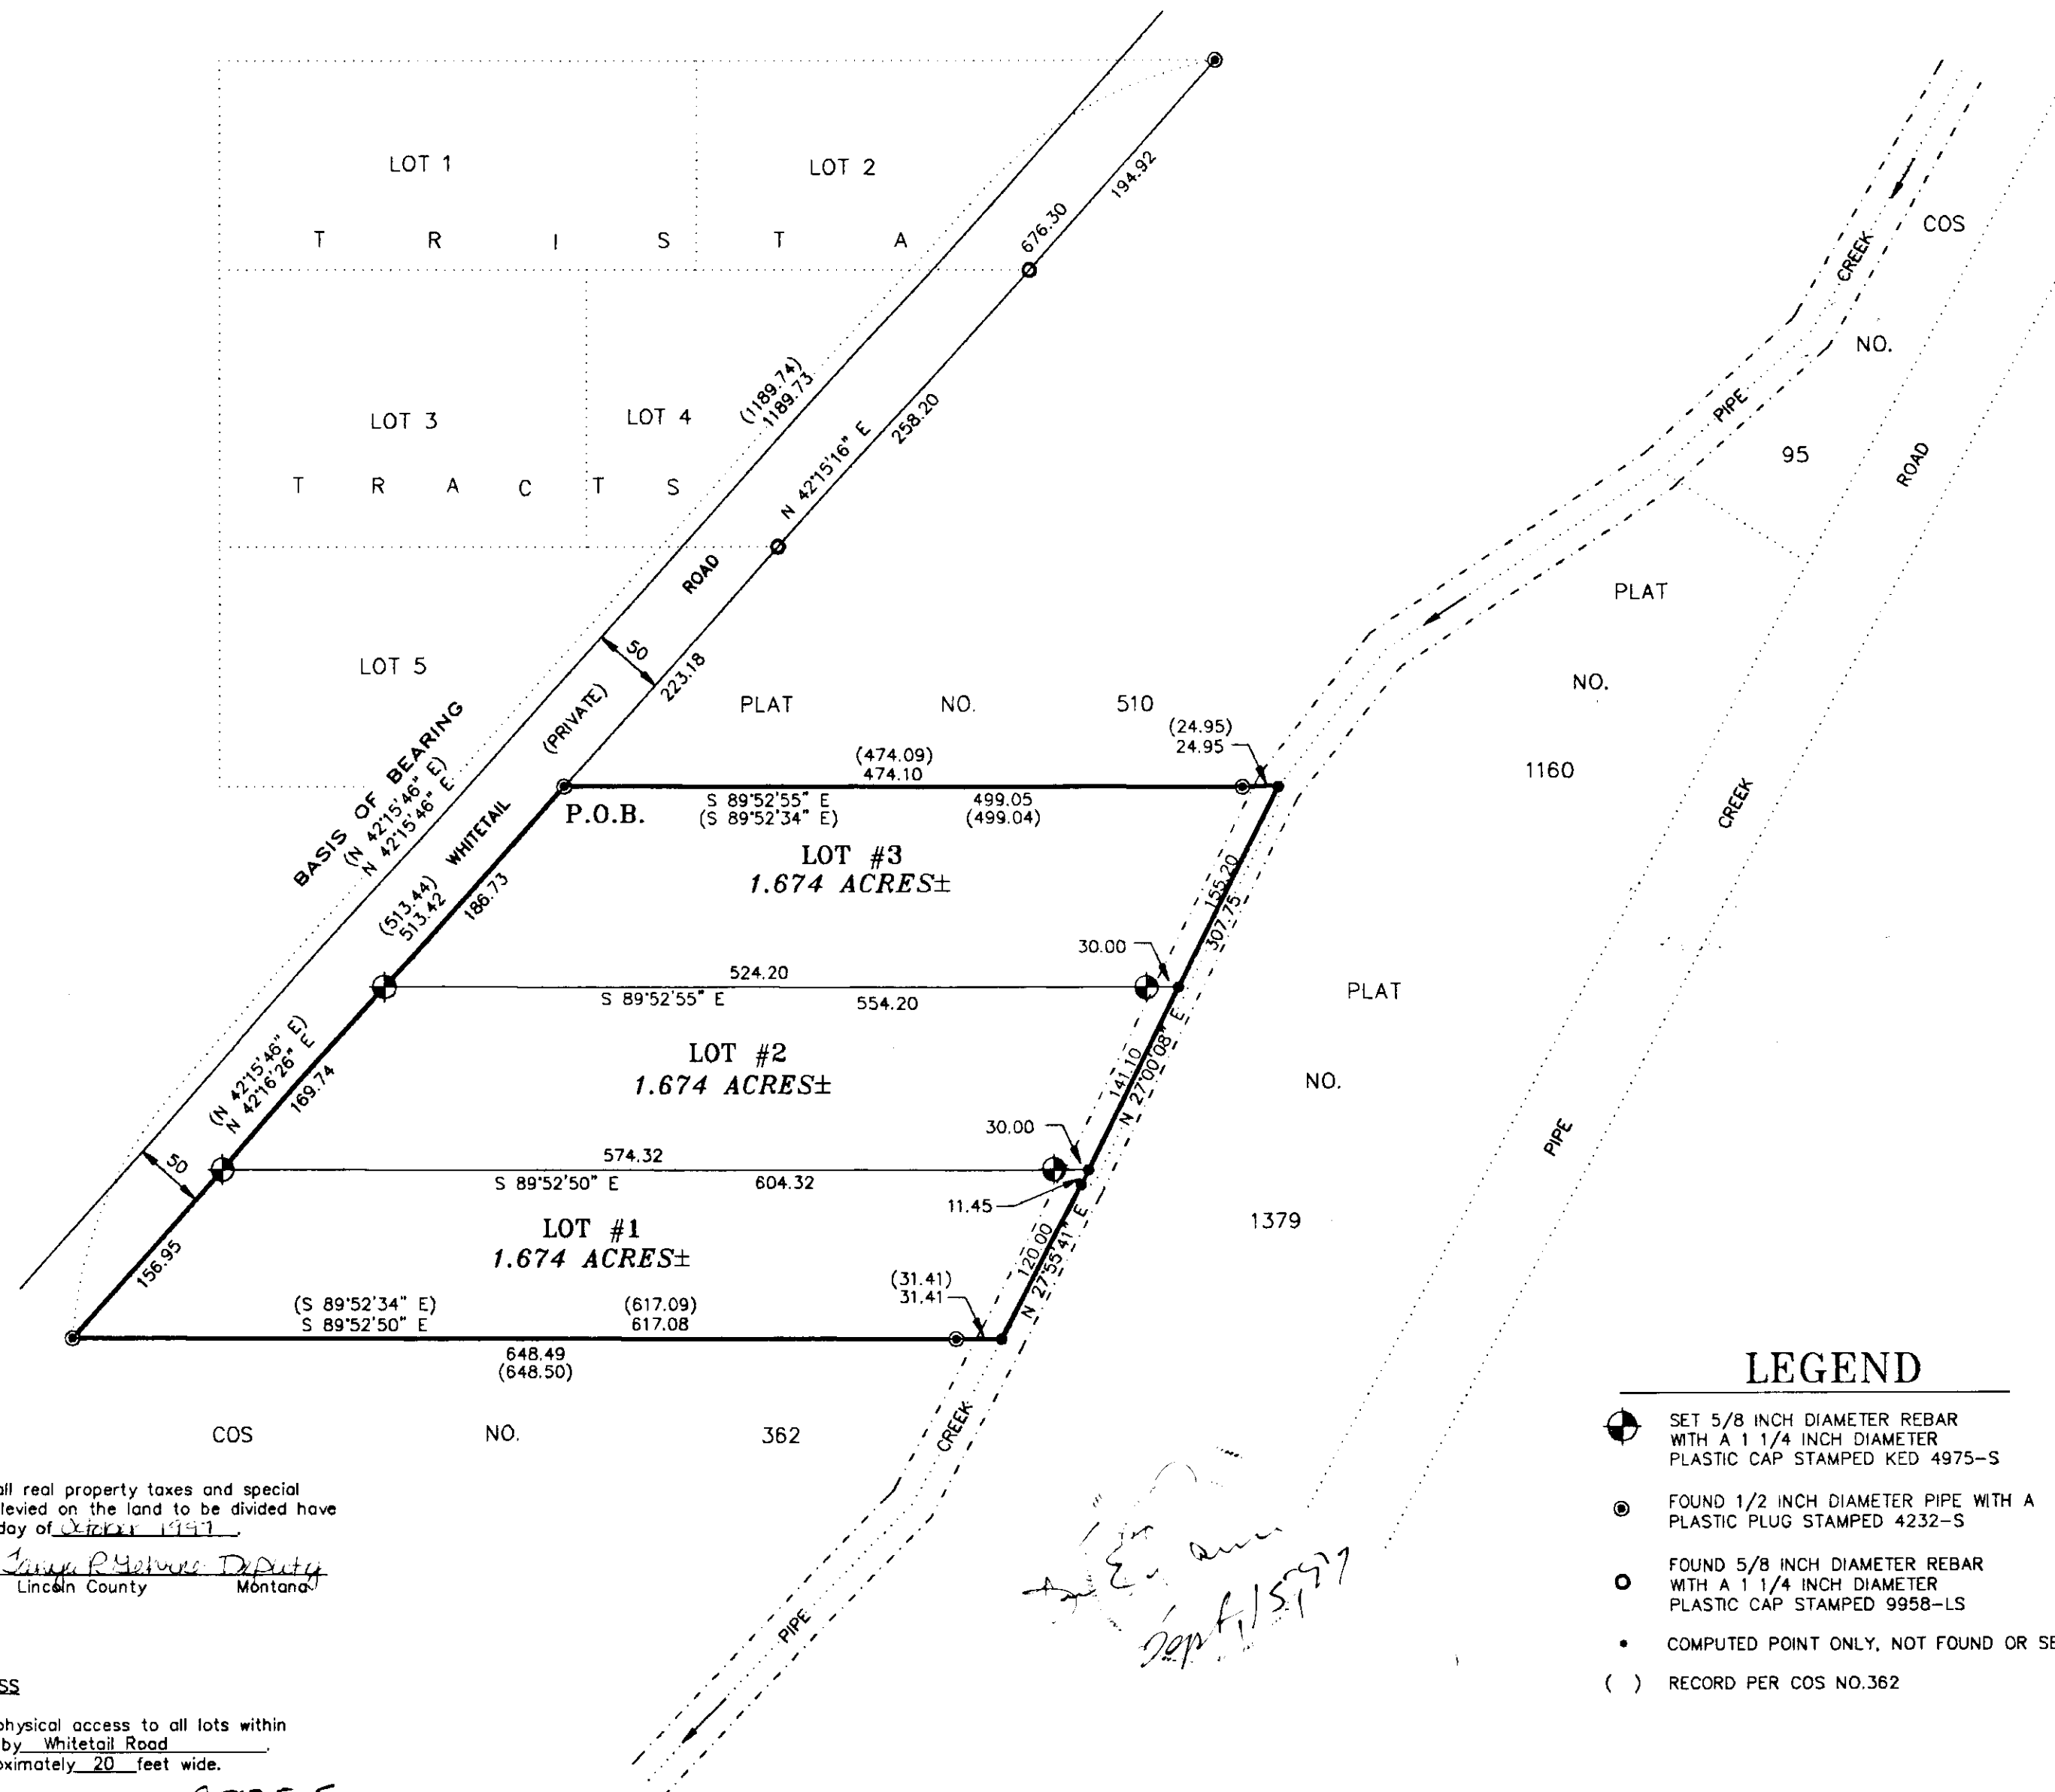 LOT 1
LOT 2
T R I S T A
LOT 3
LOT 4
T R A C T S
LOT 5
194.92
676.30
N 42°15'16" E
258.20
(1189.74)
1189.73
ROAD
50
223.18
(PRIVATE)
BASIS OF BEARING
(N 42°15'46" E)
N 42°15'46" E
WHITETAIL
CREEK
COS
NO.
95
PIPE
ROAD
PLAT
NO.
1160
CREEK
PLAT NO. 510
(24.95)
24.95
(474.09)
474.10
P.O.B.
S 89°52'55" E 499.05
(S 89°52'34" E) (499.04)
LOT #3
1.674 ACRES±
(513.44)
513.42
186.73
155.20
307.75
30.00
524.20
S 89°52'55" E 554.20
PLAT
NO.
1379
PIPE
(N 42°15'46" E)
N 42°16'26" E
169.74
LOT #2
1.674 ACRES±
141.10
N 27°00'08" E
30.00
50
574.32
S 89°52'50" E 604.32
11.45
LOT #1
1.674 ACRES±
156.95
120.00
N 27°55'41" E
(31.41)
31.41
(S 89°52'34" E) (617.09)
S 89°52'50" E 617.08
648.49
(648.50)
COS NO. 362
CREEK
PIPE
all real property taxes and special
levied on the land to be divided have
day of October 1997.
Deputy
Lincoln County Montana
SS
physical access to all lots within
by Whitetail Road.
oximately 20 feet wide.
Sept, 15, 1997
LEGEND
SET 5/8 INCH DIAMETER REBAR
WITH A 1 1/4 INCH DIAMETER
PLASTIC CAP STAMPED KED 4975-S
FOUND 1/2 INCH DIAMETER PIPE WITH A
PLASTIC PLUG STAMPED 4232-S
FOUND 5/8 INCH DIAMETER REBAR
WITH A 1 1/4 INCH DIAMETER
PLASTIC CAP STAMPED 9958-LS
COMPUTED POINT ONLY, NOT FOUND OR SE
( ) RECORD PER COS NO.362